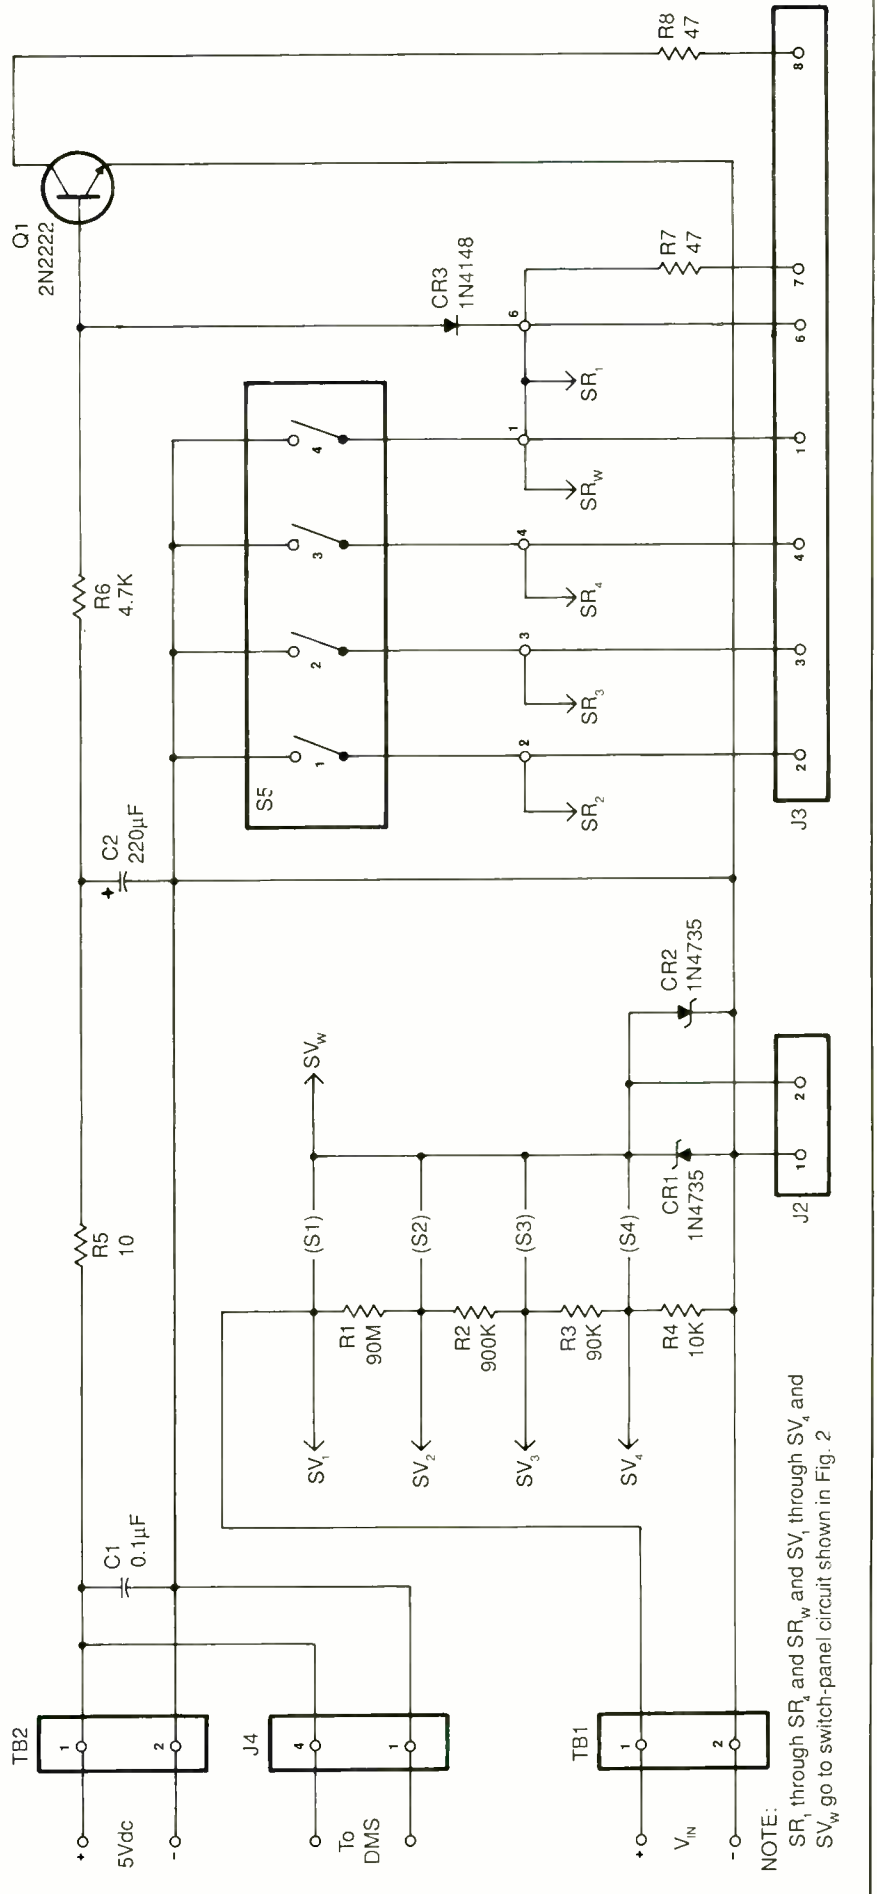 TB2
+
5Vdc
-
1
2
C1
0.1µF
R5
10
C2
220µF
+
R6
4.7K
Q1
2N2222
J4
4
1
To
DMS
S5
1
2
3
4
CR3
1N4148
SV₁
SV₂
SV₃
SV₄
R1
90M
R2
900K
R3
90K
R4
10K
(S1)
(S2)
(S3)
(S4)
SVW
CR1
1N4735
CR2
1N4735
SR₂
SR₃
SR₄
SRW
SR₁
2
3
4
1
6
R7
47
R8
47
TB1
+
VIN
-
1
2
J2
1
2
J3
2
3
4
1
6
7
8
NOTE:
SR₁ through SR₄ and SRW and SV₁ through SV₄ and
SVW go to switch-panel circuit shown in Fig. 2